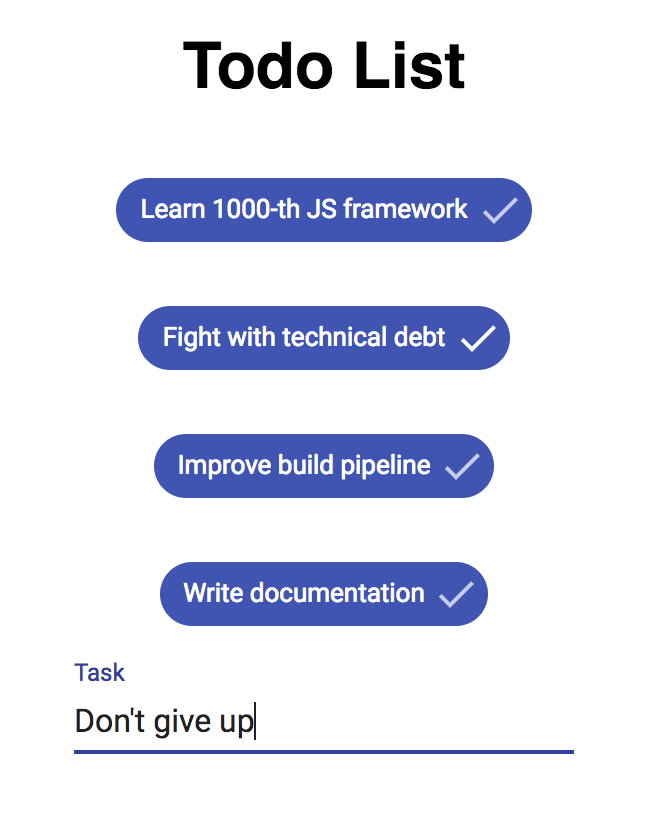 Todo List
Learn 1000-th JS framework
Fight with technical debt
Improve build pipeline
Write documentation
Task
Don't give up